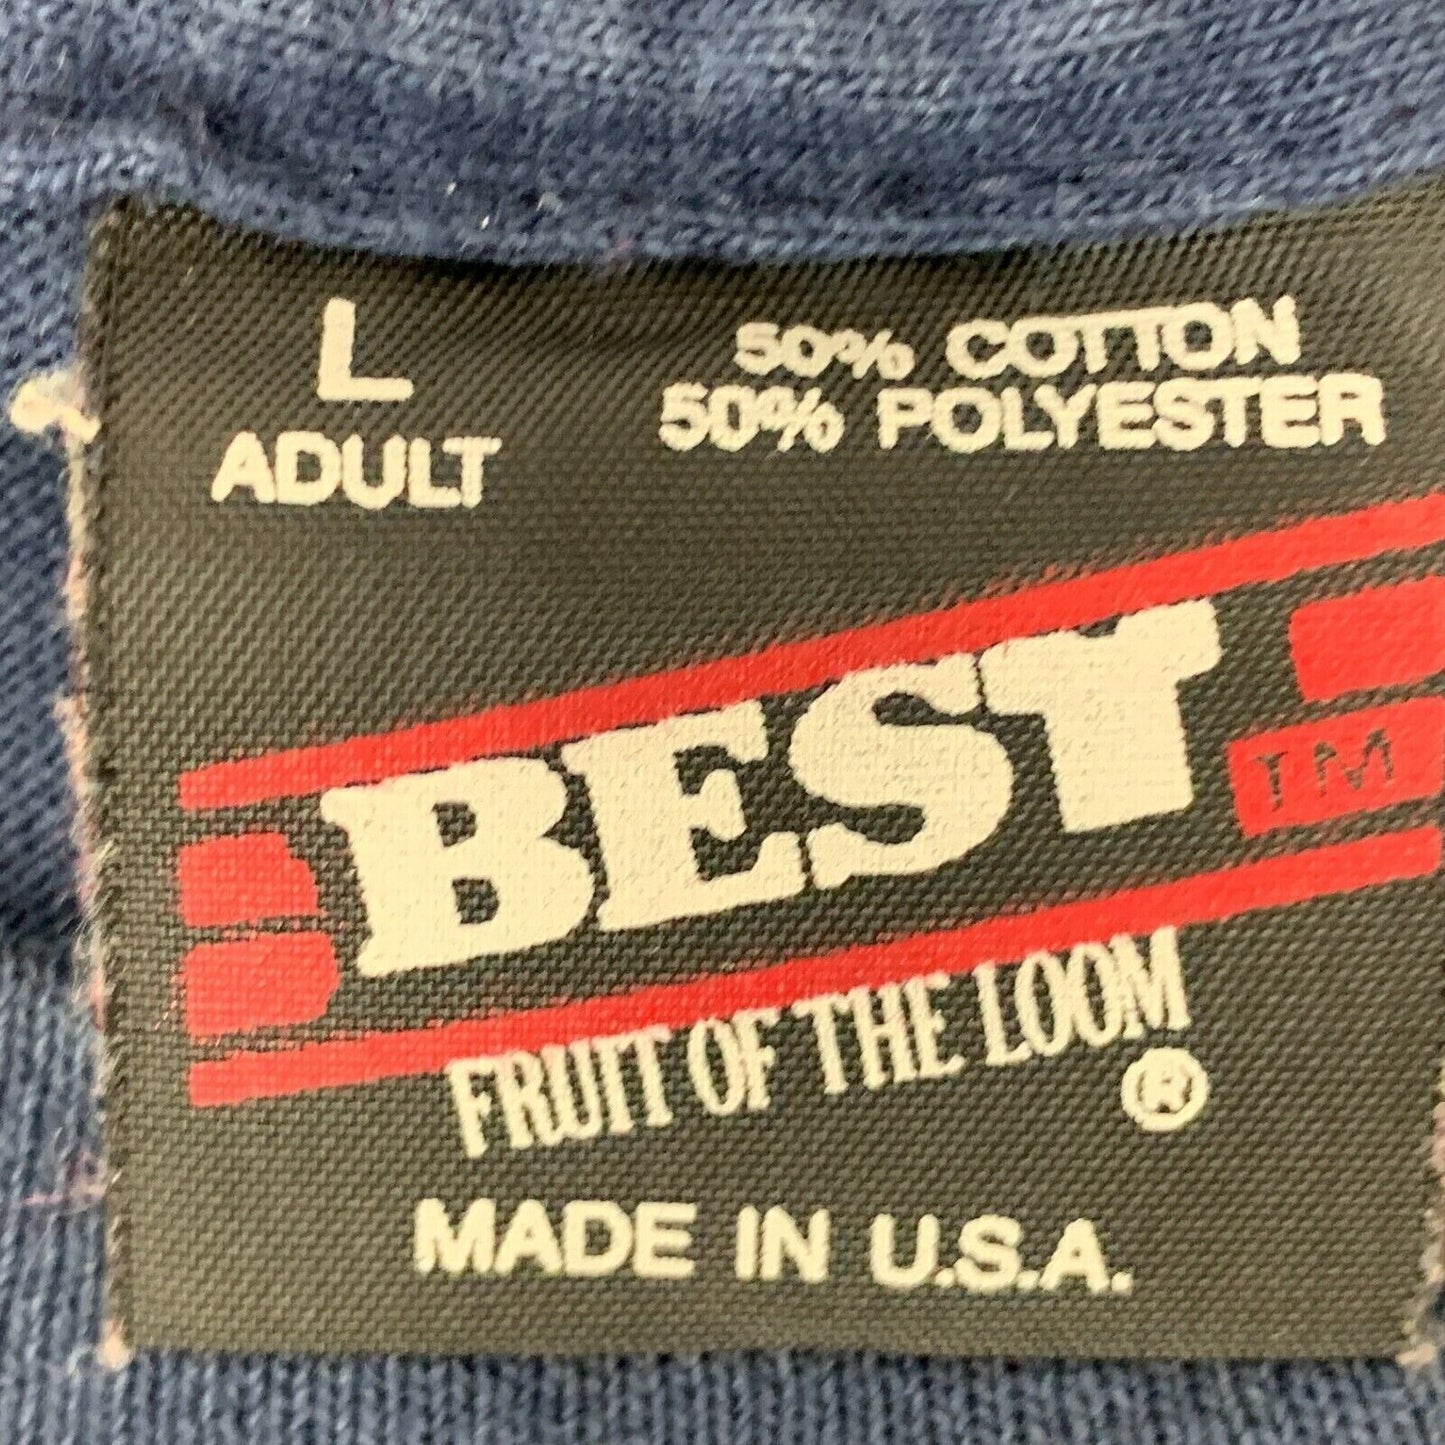 L
ADULT
50% COTTON
50% POLYESTER
BEST
TM
FRUIT OF THE LOOM
®
MADE IN U.S.A.